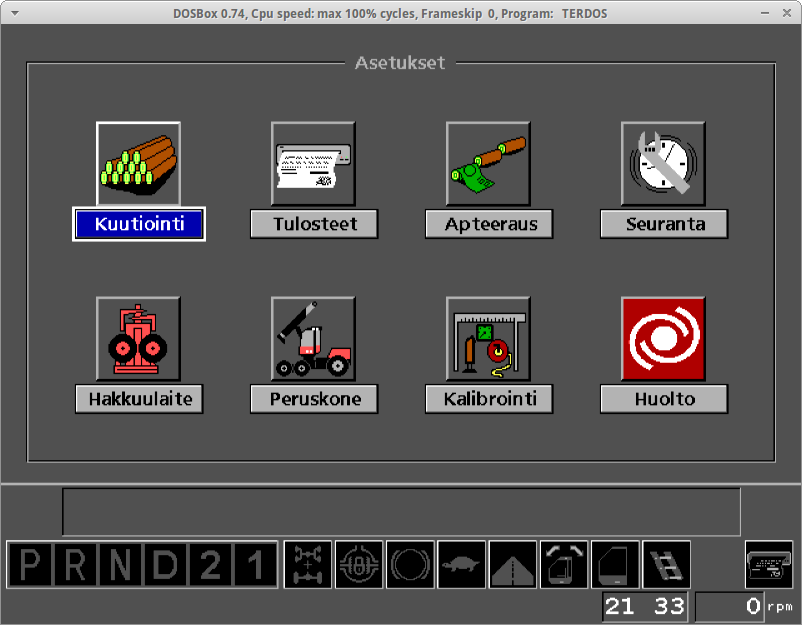 DOSBox 0.74, Cpu speed: max 100% cycles, Frameskip 0, Program: TERDOS
Asetukset
Kuutiointi Tulosteet Apteeraus Seuranta
Hakkuulaite Peruskone Kalibrointi Huolto
P R N D 2 1
21 33 0 rpm